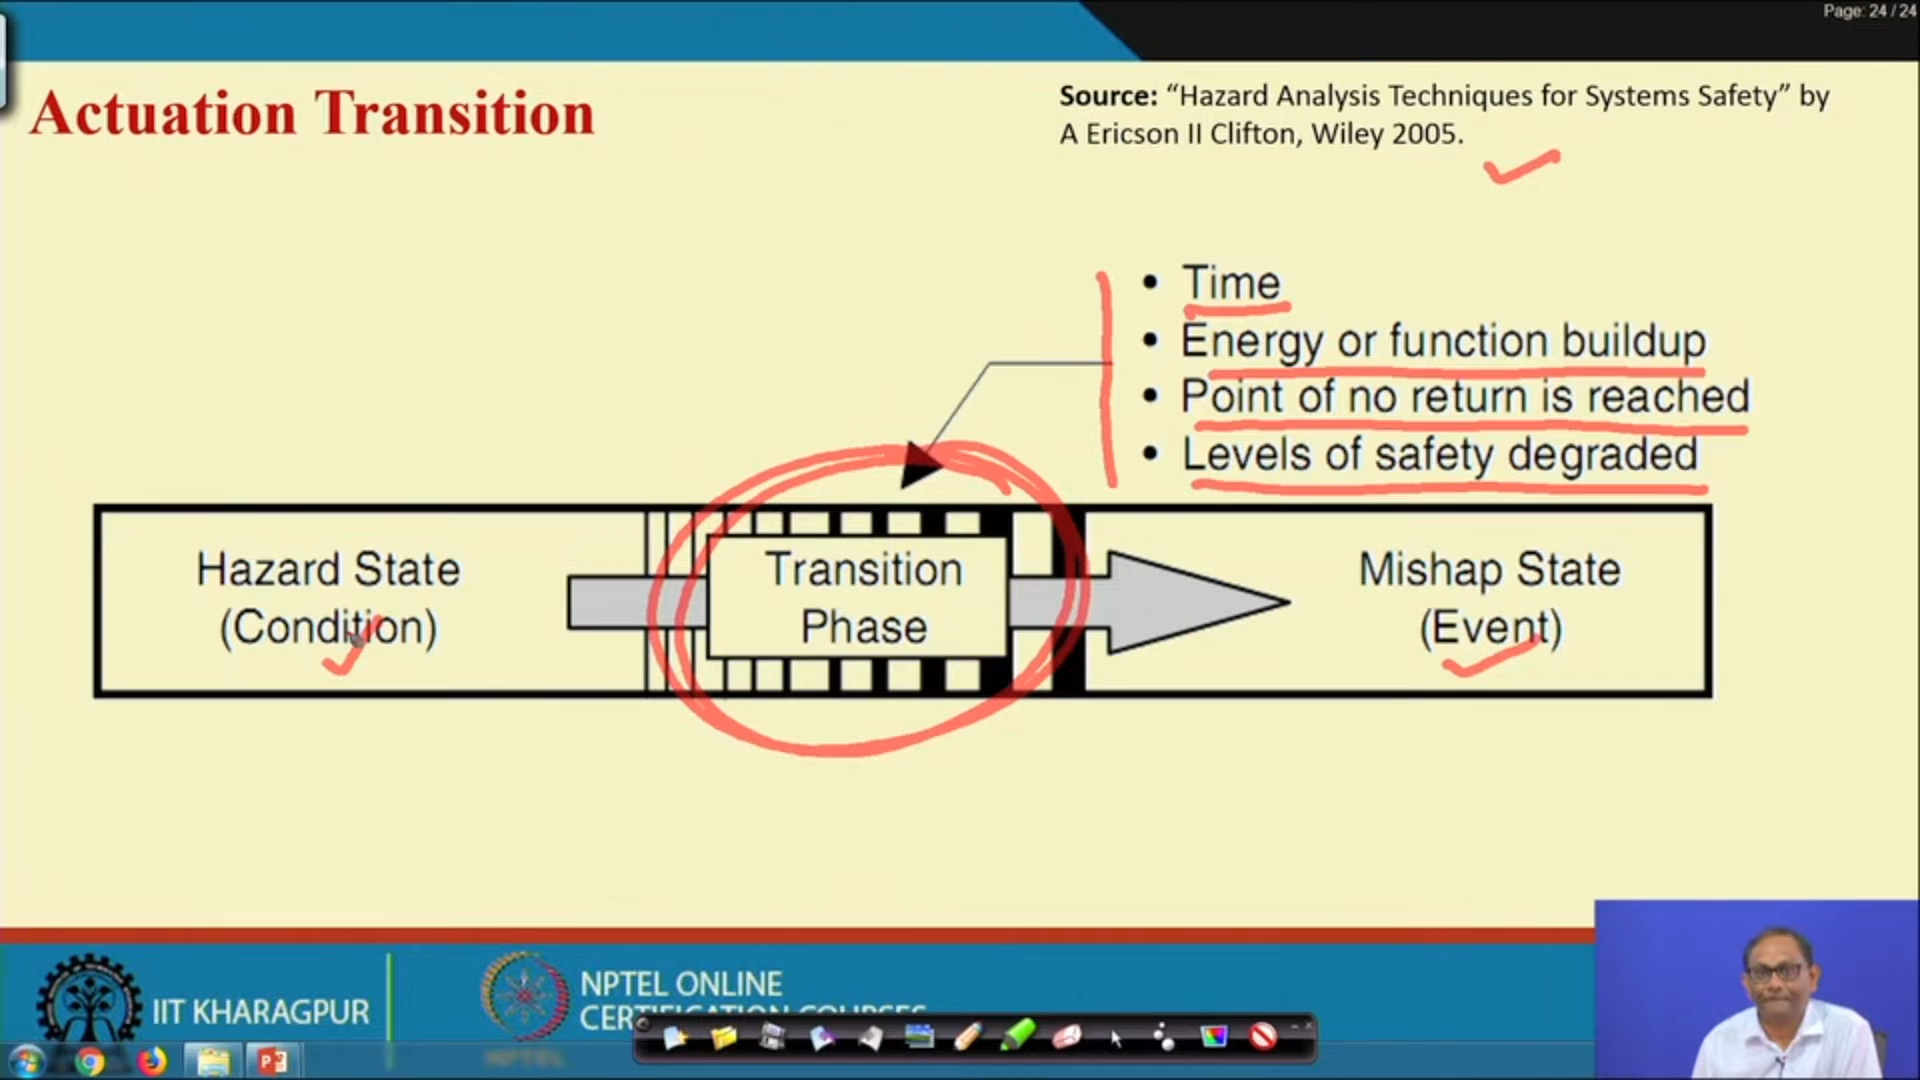 Page: 24 / 24
Actuation Transition
Source: “Hazard Analysis Techniques for Systems Safety” by
A Ericson II Clifton, Wiley 2005.
• Time
• Energy or function buildup
• Point of no return is reached
• Levels of safety degraded
Hazard State
(Condition)
Transition
Phase
Mishap State
(Event)
IIT KHARAGPUR
NPTEL ONLINE
CERTIFICATION COURSES
NPTEL